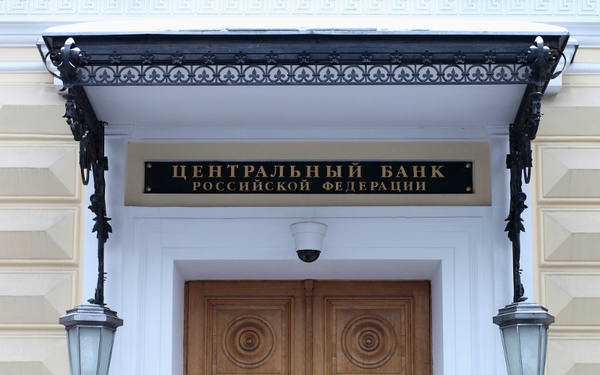 ЦЕНТРАЛЬНЫЙ БАНК
РОССИЙСКОЙ ФЕДЕРАЦИИ